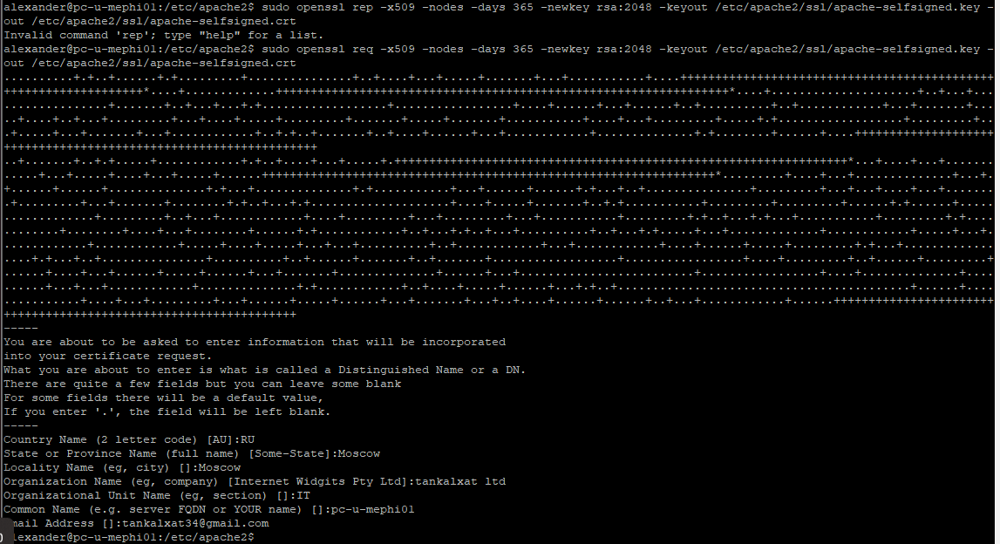 alexander@pc-u-mephi01:/etc/apache2$ sudo openssl rep -x509 -nodes -days 365 -newkey rsa:2048 -keyout /etc/apache2/ssl/apache-selfsigned.key -
out /etc/apache2/ssl/apache-selfsigned.crt
Invalid command 'rep'; type "help" for a list.
alexander@pc-u-mephi01:/etc/apache2$ sudo openssl req -x509 -nodes -days 365 -newkey rsa:2048 -keyout /etc/apache2/ssl/apache-selfsigned.key -
out /etc/apache2/ssl/apache-selfsigned.crt
-----
You are about to be asked to enter information that will be incorporated
into your certificate request.
What you are about to enter is what is called a Distinguished Name or a DN.
There are quite a few fields but you can leave some blank
For some fields there will be a default value,
If you enter '.', the field will be left blank.
-----
Country Name (2 letter code) [AU]:RU
State or Province Name (full name) [Some-State]:Moscow
Locality Name (eg, city) []:Moscow
Organization Name (eg, company) [Internet Widgits Pty Ltd]:tankalxat ltd
Organizational Unit Name (eg, section) []:IT
Common Name (e.g. server FQDN or YOUR name) []:pc-u-mephi01
mail Address []:tankalxat34@gmail.com
lexander@pc-u-mephi01:/etc/apache2$